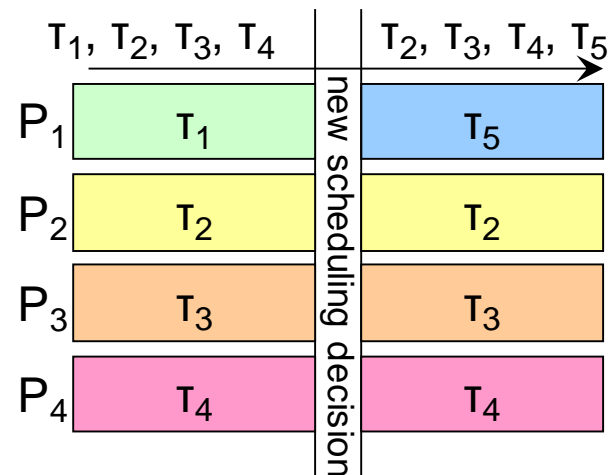 τ₁, τ₂, τ₃, τ₄
τ₂, τ₃, τ₄, τ₅
P₁
τ₁
τ₅
P₂
τ₂
τ₂
P₃
τ₃
τ₃
P₄
τ₄
τ₄
new scheduling decision